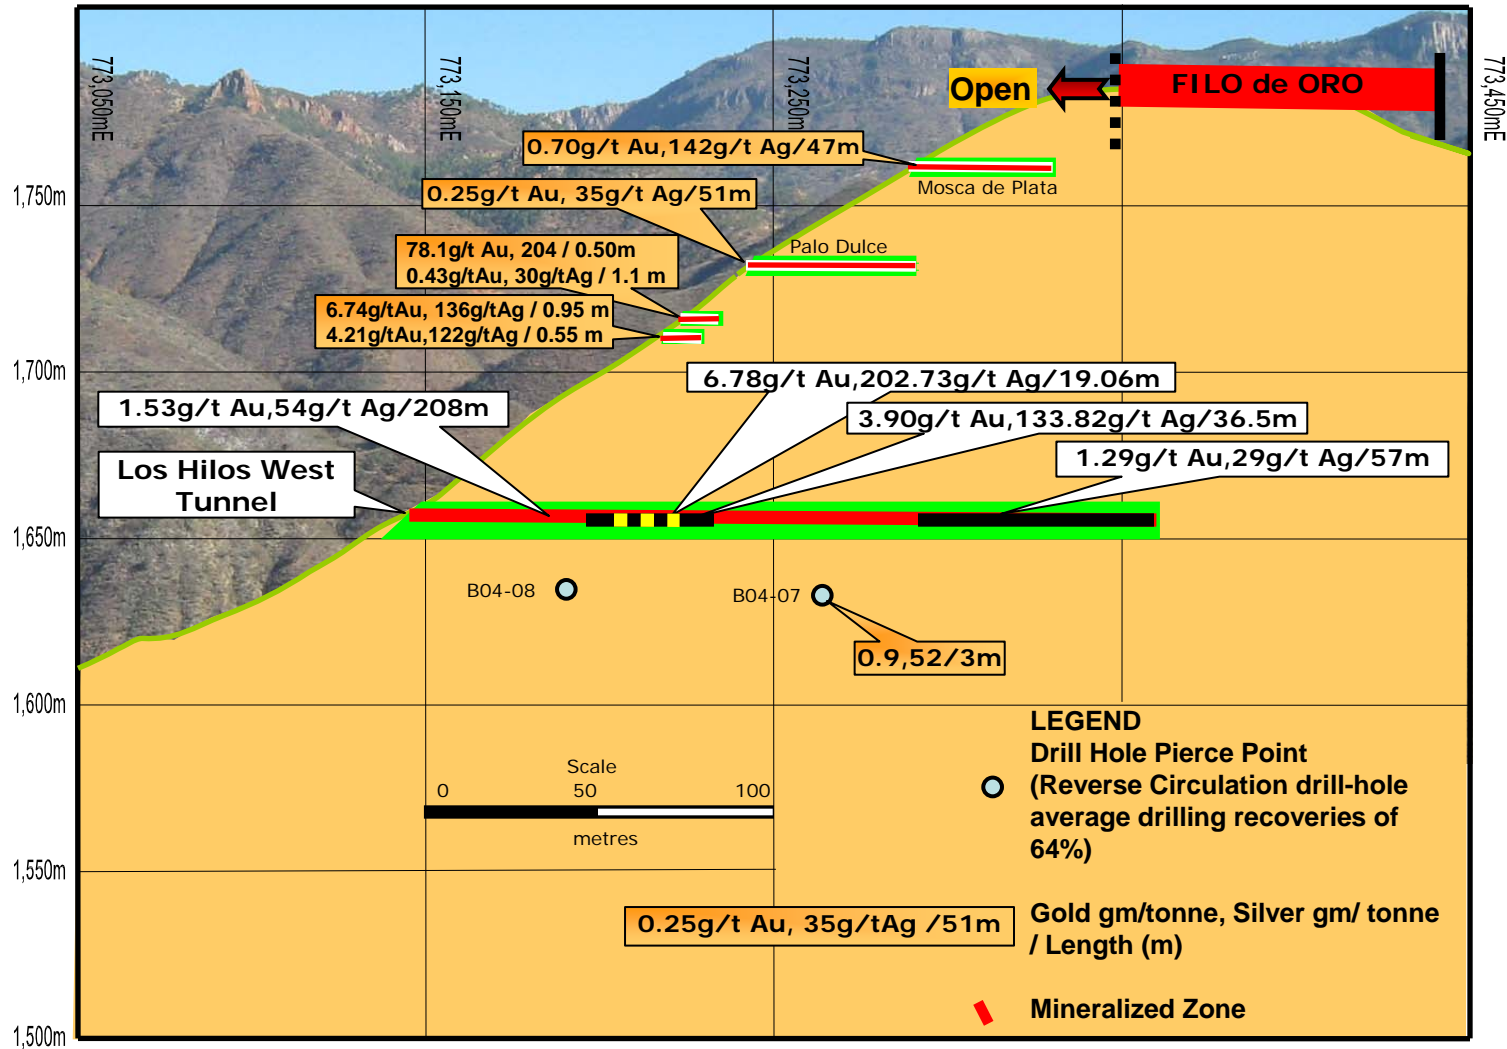 773,050mE
773,150mE
773,250m
773,450mE
Open
FILO de ORO
0.70g/t Au,142g/t Ag/47m
Mosca de Plata
1,750m
0.25g/t Au, 35g/t Ag/51m
Palo Dulce
78.1g/t Au, 204 / 0.50m
0.43g/tAu, 30g/tAg / 1.1 m
6.74g/tAu, 136g/tAg / 0.95 m
4.21g/tAu,122g/tAg / 0.55 m
1,700m
6.78g/t Au,202.73g/t Ag/19.06m
1.53g/t Au,54g/t Ag/208m
3.90g/t Au,133.82g/t Ag/36.5m
1.29g/t Au,29g/t Ag/57m
Los Hilos West
Tunnel
1,650m
B04-08
B04-07
0.9,52/3m
1,600m
Scale
0 50 100
metres
LEGEND
Drill Hole Pierce Point
(Reverse Circulation drill-hole
average drilling recoveries of
64%)
1,550m
0.25g/t Au, 35g/tAg /51m
Gold gm/tonne, Silver gm/ tonne
/ Length (m)
Mineralized Zone
1,500m